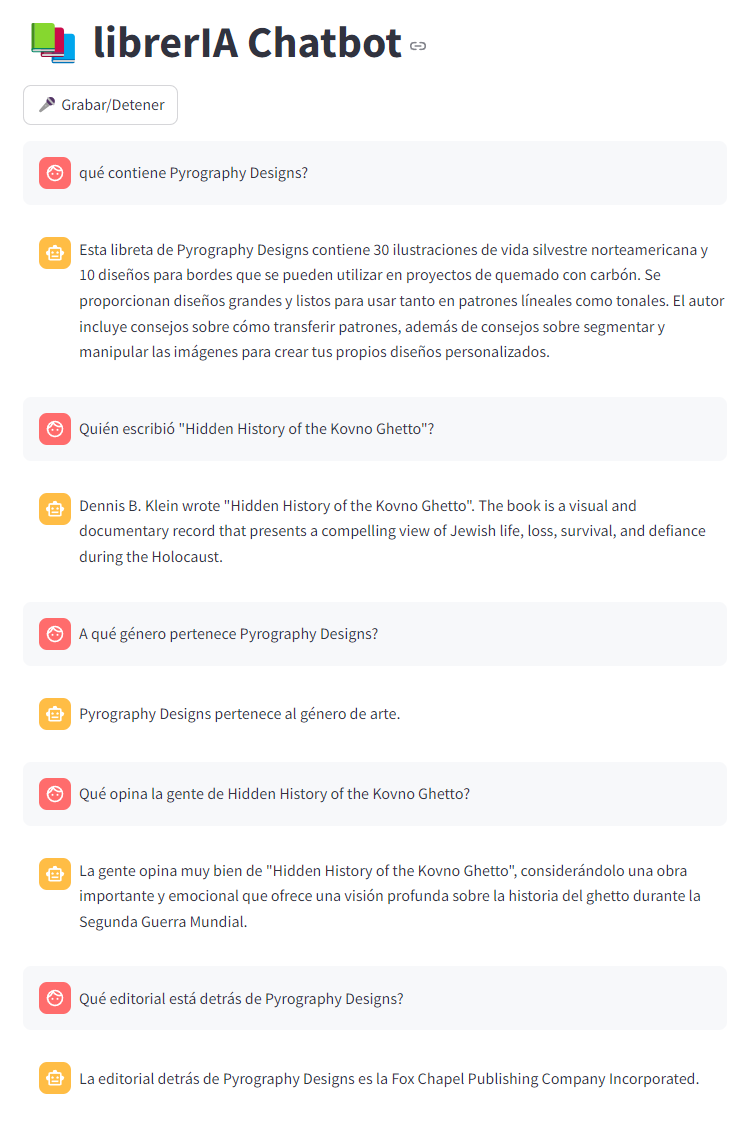 librerIA Chatbot
Grabar/Detener
qué contiene Pyrography Designs?
Esta libreta de Pyrography Designs contiene 30 ilustraciones de vida silvestre norteamericana y
10 diseños para bordes que se pueden utilizar en proyectos de quemado con carbón. Se
proporcionan diseños grandes y listos para usar tanto en patrones líneales como tonales. El autor
incluye consejos sobre cómo transferir patrones, además de consejos sobre segmentar y
manipular las imágenes para crear tus propios diseños personalizados.
Quién escribió "Hidden History of the Kovno Ghetto"?
Dennis B. Klein wrote "Hidden History of the Kovno Ghetto". The book is a visual and
documentary record that presents a compelling view of Jewish life, loss, survival, and defiance
during the Holocaust.
A qué género pertenece Pyrography Designs?
Pyrography Designs pertenece al género de arte.
Qué opina la gente de Hidden History of the Kovno Ghetto?
La gente opina muy bien de "Hidden History of the Kovno Ghetto", considerándolo una obra
importante y emocional que ofrece una visión profunda sobre la historia del ghetto durante la
Segunda Guerra Mundial.
Qué editorial está detrás de Pyrography Designs?
La editorial detrás de Pyrography Designs es la Fox Chapel Publishing Company Incorporated.